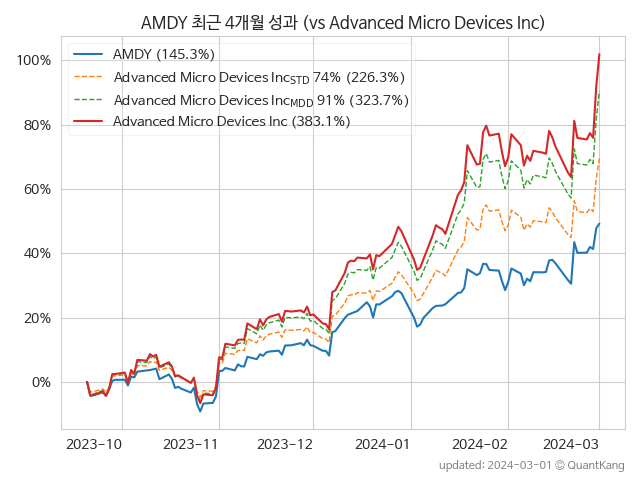 AMDY 최근 4개월 성과 (vs Advanced Micro Devices Inc)
AMDY (145.3%)
Advanced Micro Devices IncSTD 74% (226.3%)
Advanced Micro Devices IncMDD 91% (323.7%)
Advanced Micro Devices Inc (383.1%)
100%
80%
60%
40%
20%
0%
2023-10 2023-11 2023-12 2024-01 2024-02 2024-03
updated: 2024-03-01 © QuantKang